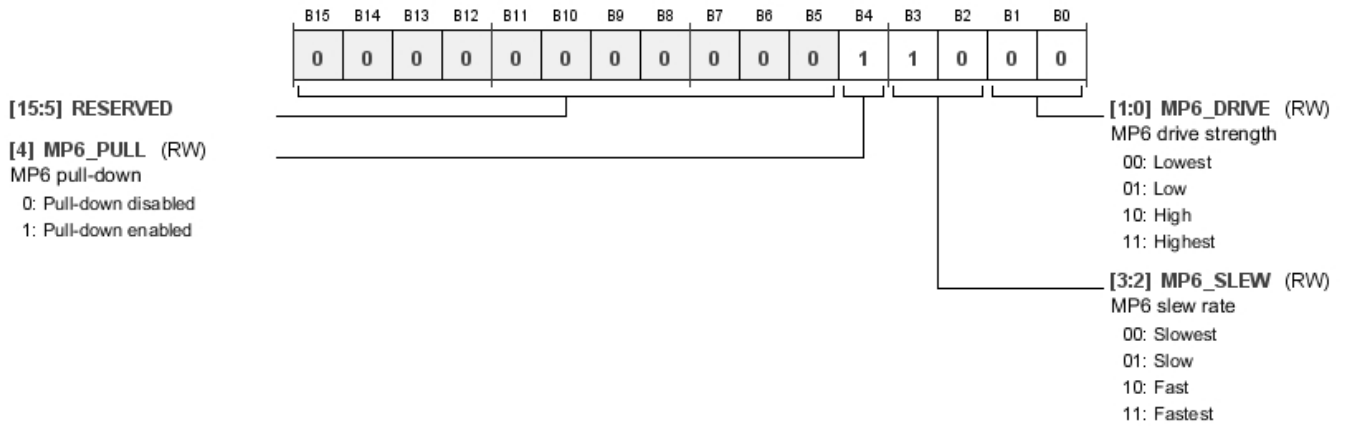 B15 B14 B13 B12 B11 B10 B9 B8 B7 B6 B5 B4 B3 B2 B1 B0
0 0 0 0 0 0 0 0 0 0 0 1 1 0 0 0
[15:5] RESERVED
[4] MP6_PULL (RW)
MP6 pull-down
0: Pull-down disabled
1: Pull-down enabled
[1:0] MP6_DRIVE (RW)
MP6 drive strength
00: Lowest
01: Low
10: High
11: Highest
[3:2] MP6_SLEW (RW)
MP6 slew rate
00: Slowest
01: Slow
10: Fast
11: Fastest